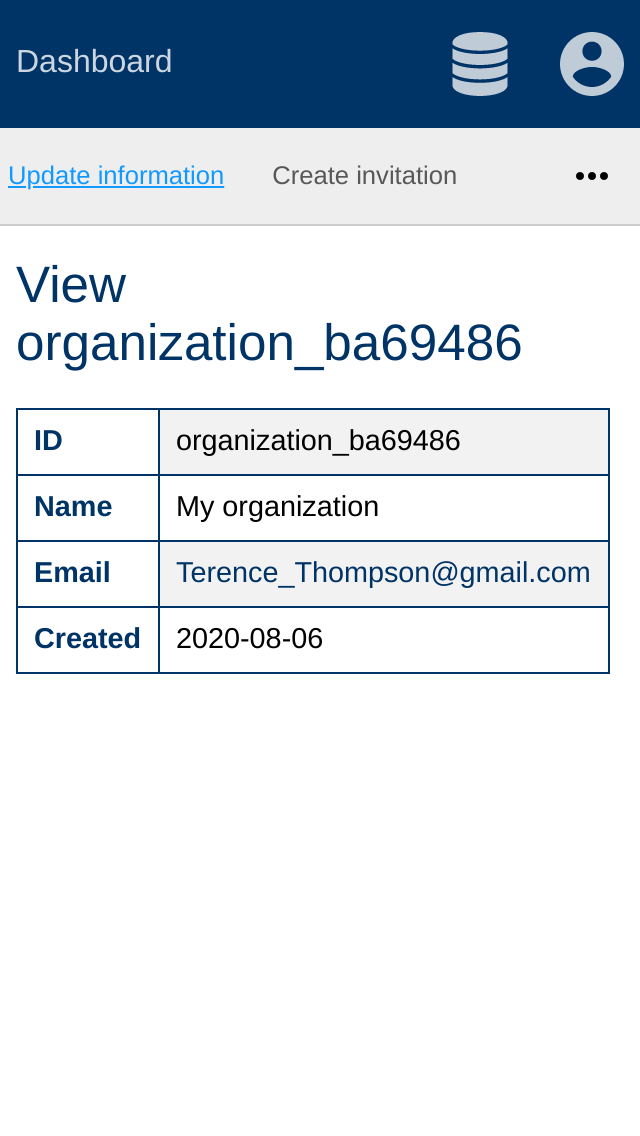 Dashboard
Update information Create invitation •••
View
organization_ba69486
ID organization_ba69486
Name My organization
Email Terence_Thompson@gmail.com
Created 2020-08-06